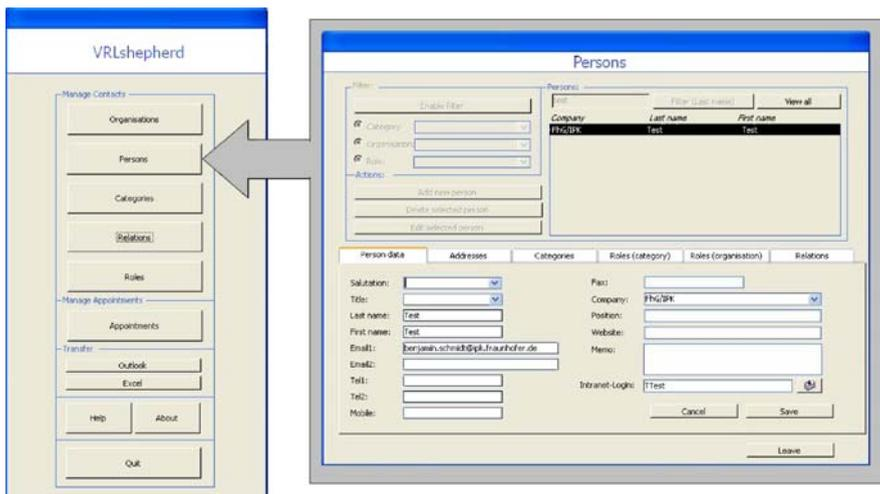 VRLshepherd
Manage Contacts
Organisations
Persons
Categories
Relations
Roles
Manage Appointments
Appointments
Transfer
Outlook
Excel
Help About
Quit
Persons
Filter:
Enable filter
Category
Organisation
Role:
Actions:
Add new person
Delete selected person
Edit selected person
Persons:
test Filter (Last name) View all
Company Last name First name
FhG/IPK Test Test
Person data Addresses Categories Roles (category) Roles (organisation) Relations
Salutation:
Title:
Last name: Test
First name: Test
Email1: benjamin.schmidt@ipk.fraunhofer.de
Email2:
Tel1:
Tel2:
Mobile:
Fax:
Company: FhG/IPK
Position:
Website:
Memo:
Intranet-Login: TTest
Cancel Save
Leave